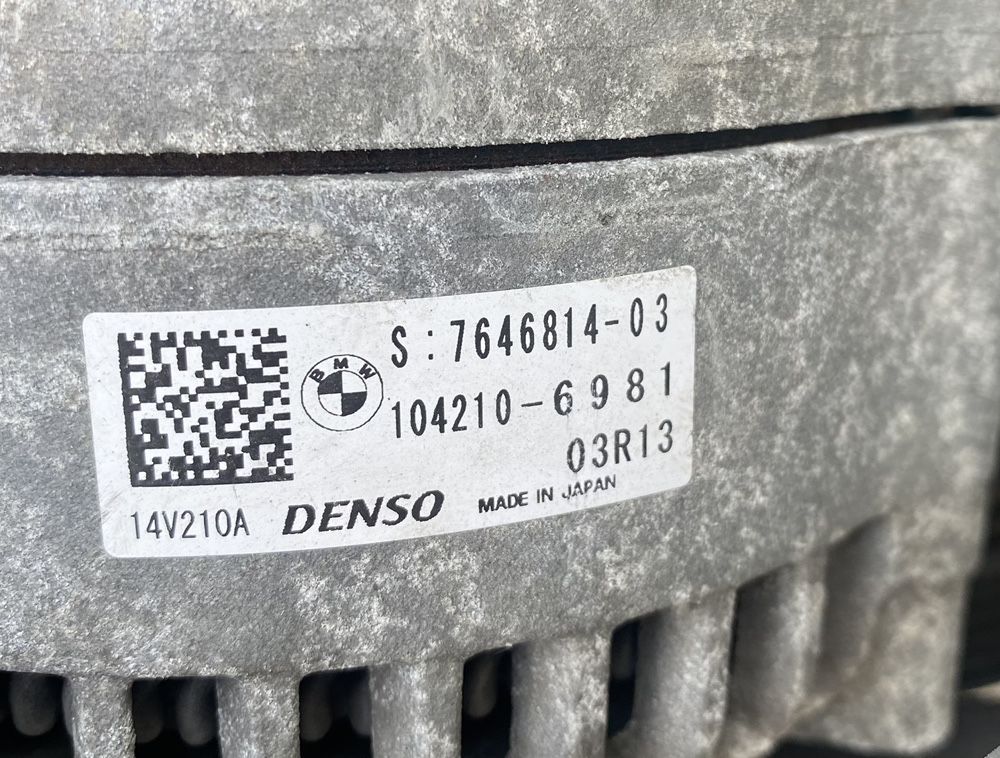 BMW
S:7646814-03
104210-6981
03R13
14V210A DENSO MADE IN JAPAN